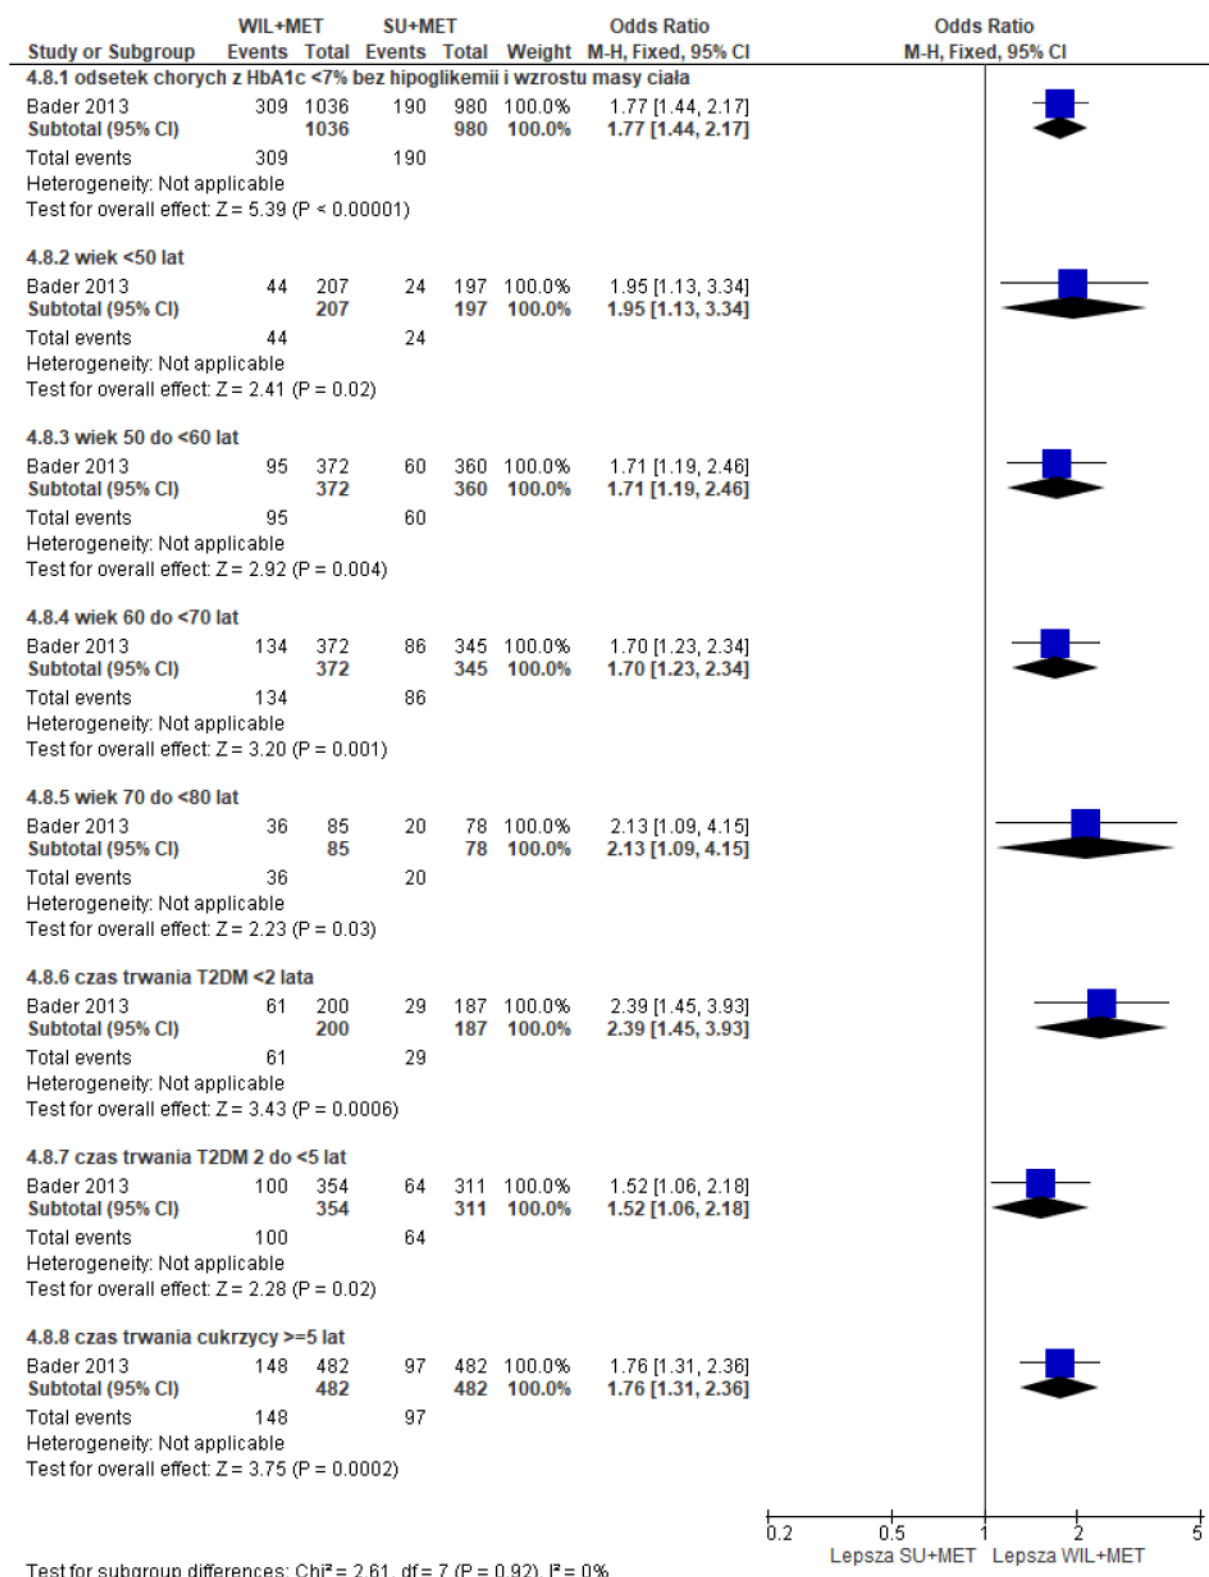 WIL+MET SU+MET Odds Ratio Odds Ratio
Study or Subgroup Events Total Events Total Weight M-H, Fixed, 95% CI M-H, Fixed, 95% CI
4.8.1 odsetek chorych z HbA1c <7% bez hipoglikemii i wzrostu masy ciała
Bader 2013 309 1036 190 980 100.0% 1.77 [1.44, 2.17]
Subtotal (95% CI) 1036 980 100.0% 1.77 [1.44, 2.17]
Total events 309 190
Heterogeneity: Not applicable
Test for overall effect: Z = 5.39 (P < 0.00001)
4.8.2 wiek <50 lat
Bader 2013 44 207 24 197 100.0% 1.95 [1.13, 3.34]
Subtotal (95% CI) 207 197 100.0% 1.95 [1.13, 3.34]
Total events 44 24
Heterogeneity: Not applicable
Test for overall effect: Z = 2.41 (P = 0.02)
4.8.3 wiek 50 do <60 lat
Bader 2013 95 372 60 360 100.0% 1.71 [1.19, 2.46]
Subtotal (95% CI) 372 360 100.0% 1.71 [1.19, 2.46]
Total events 95 60
Heterogeneity: Not applicable
Test for overall effect: Z = 2.92 (P = 0.004)
4.8.4 wiek 60 do <70 lat
Bader 2013 134 372 86 345 100.0% 1.70 [1.23, 2.34]
Subtotal (95% CI) 372 345 100.0% 1.70 [1.23, 2.34]
Total events 134 86
Heterogeneity: Not applicable
Test for overall effect: Z = 3.20 (P = 0.001)
4.8.5 wiek 70 do <80 lat
Bader 2013 36 85 20 78 100.0% 2.13 [1.09, 4.15]
Subtotal (95% CI) 85 78 100.0% 2.13 [1.09, 4.15]
Total events 36 20
Heterogeneity: Not applicable
Test for overall effect: Z = 2.23 (P = 0.03)
4.8.6 czas trwania T2DM <2 lata
Bader 2013 61 200 29 187 100.0% 2.39 [1.45, 3.93]
Subtotal (95% CI) 200 187 100.0% 2.39 [1.45, 3.93]
Total events 61 29
Heterogeneity: Not applicable
Test for overall effect: Z = 3.43 (P = 0.0006)
4.8.7 czas trwania T2DM 2 do <5 lat
Bader 2013 100 354 64 311 100.0% 1.52 [1.06, 2.18]
Subtotal (95% CI) 354 311 100.0% 1.52 [1.06, 2.18]
Total events 100 64
Heterogeneity: Not applicable
Test for overall effect: Z = 2.28 (P = 0.02)
4.8.8 czas trwania cukrzycy >=5 lat
Bader 2013 148 482 97 482 100.0% 1.76 [1.31, 2.36]
Subtotal (95% CI) 482 482 100.0% 1.76 [1.31, 2.36]
Total events 148 97
Heterogeneity: Not applicable
Test for overall effect: Z = 3.75 (P = 0.0002)
0.2 0.5 1 2 5
Lepsza SU+MET Lepsza WIL+MET
Test for subgroup differences: Chi² = 2.61, df = 7 (P = 0.92), I² = 0%